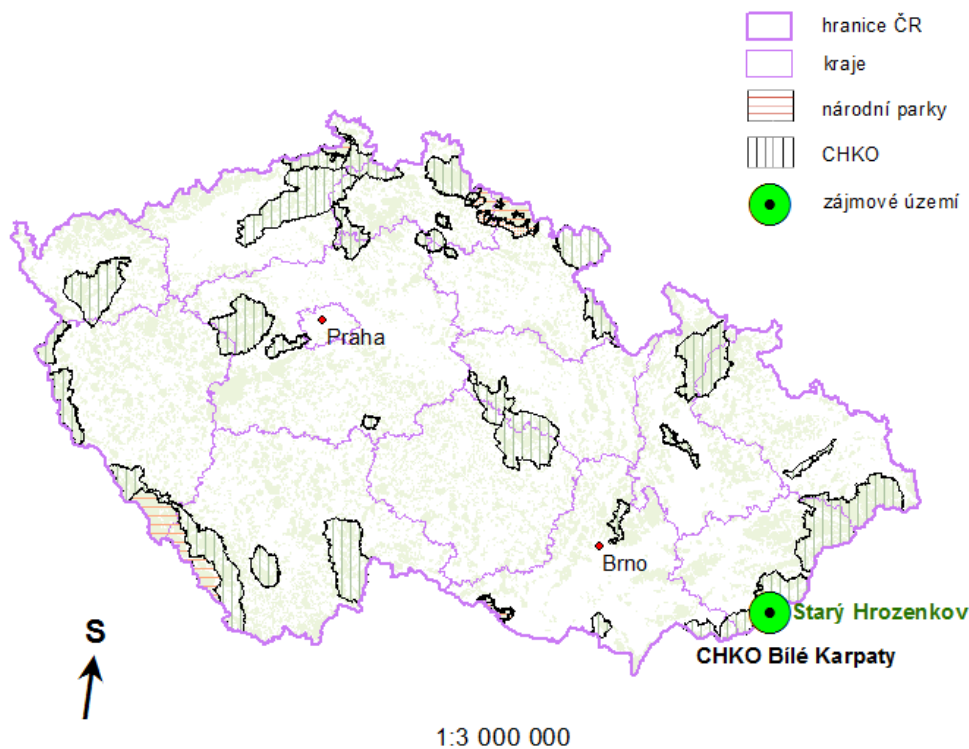 hranice ČR
kraje
národní parky
CHKO
zájmové území
Praha
Brno
Starý Hrozenkov
CHKO Bílé Karpaty
S
1:3 000 000